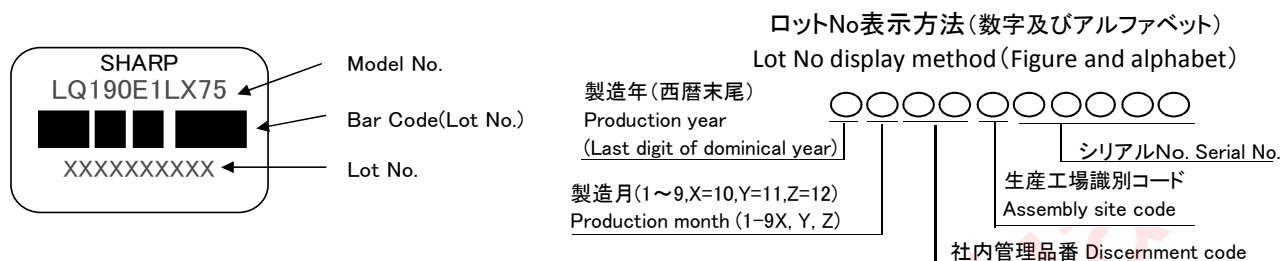 SHARP
LQ190E1LX75
XXXXXXXXXX
Model No.
Bar Code(Lot No.)
Lot No.
ロットNo表示方法(数字及びアルファベット)
Lot No display method(Figure and alphabet)
製造年(西暦末尾)
Production year
(Last digit of dominical year)
製造月(1～9,X=10,Y=11,Z=12)
Production month (1-9X, Y, Z)
シリアルNo. Serial No.
生産工場識別コード
Assembly site code
社内管理品番 Discernment code